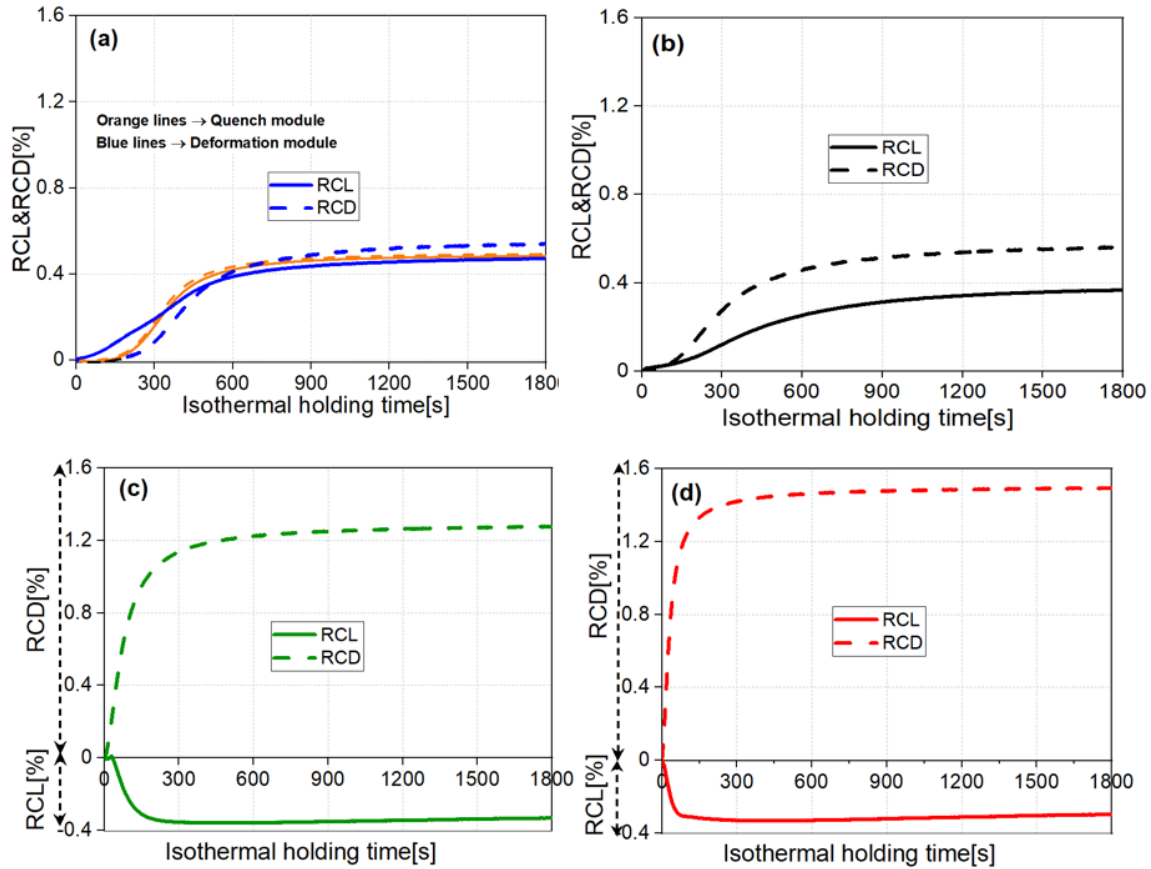 (a)
1.6
1.2
0.8
0.4
0
RCL&RCD[%]
Orange lines → Quench module
Blue lines → Deformation module
RCL
RCD
0 300 600 900 1200 1500 1800
Isothermal holding time[s]
(b)
1.6
1.2
0.8
0.4
0
RCL&RCD[%]
RCL
RCD
0 300 600 900 1200 1500 1800
Isothermal holding time[s]
(c)
1.6
1.2
0.8
0.4
0
-0.4
RCD[%]
RCL[%]
RCL
RCD
0 300 600 900 1200 1500 1800
Isothermal holding time[s]
(d)
1.6
1.2
0.8
0.4
0
0.4
RCD[%]
RCL[%]
RCL
RCD
0 300 600 900 1200 1500 1800
Isothermal holding time[s]